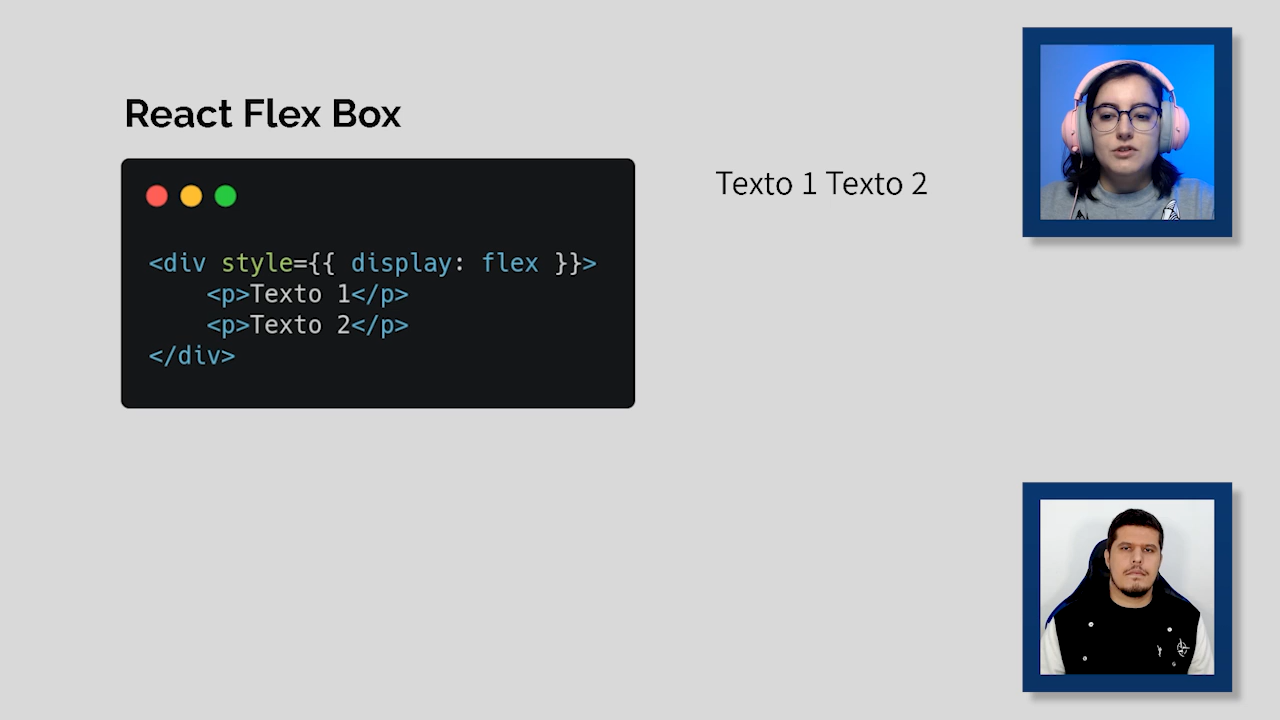 React Flex Box
<div style={{ display: flex }}>
    <p>Texto 1</p>
    <p>Texto 2</p>
</div>
Texto 1 Texto 2